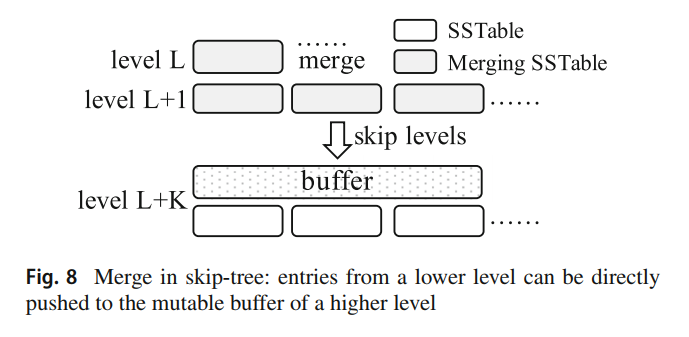 SSTable
level L
......
merge
Merging SSTable
level L+1
......
skip levels
buffer
level L+K
......
Fig. 8 Merge in skip-tree: entries from a lower level can be directly
pushed to the mutable buffer of a higher level